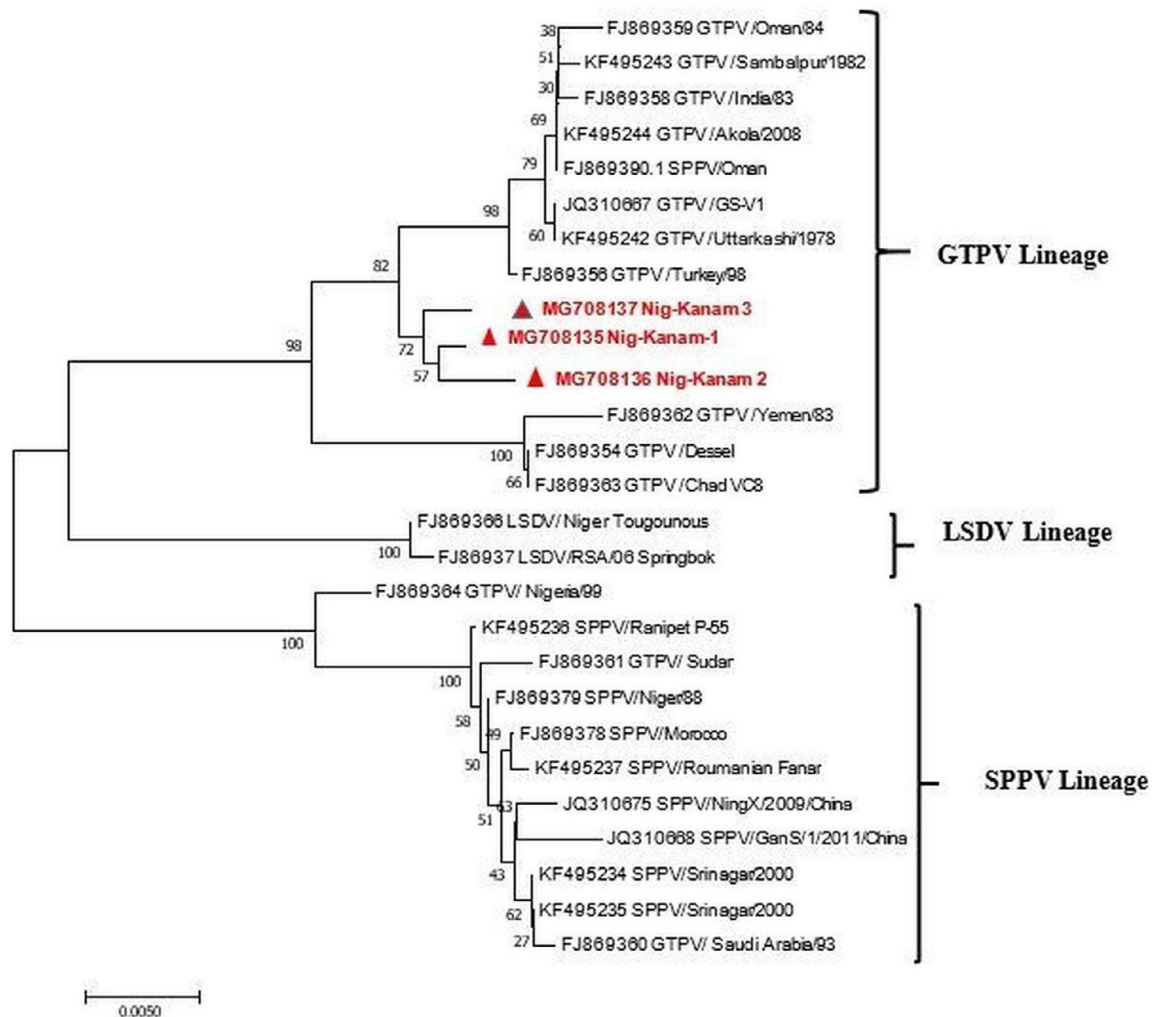 38
FJ869359 GTPV/Oman/84
51
KF495243 GTPV/Sambalpur/1982
30
FJ869358 GTPV/India/83
69
KF495244 GTPV/Akola/2008
79
FJ869390.1 SPPV/Oman
98
JQ310667 GTPV/GS-V1
60
KF495242 GTPV/Uttarkashi/1978
GTPV Lineage
82
FJ869356 GTPV/Turkey/98
MG708137 Nig-Kanam 3
98
MG708135 Nig-Kanam-1
72
57
MG708136 Nig-Kanam 2
FJ869362 GTPV/Yemen/83
100
FJ869354 GTPV/Dessel
66
FJ869363 GTPV/Chad VC8
FJ869366 LSDV/ Niger Tougounous
LSDV Lineage
100
FJ86937 LSDV/RSA/06 Springbok
FJ869364 GTPV/ Nigeria/99
100
KF495236 SPPV/Ranipet P-55
100
FJ869361 GTPV/ Sudar
58
FJ869379 SPPV/Niger/88
49
FJ869378 SPPV/Morocco
50
KF495237 SPPV/Roumanian Fanar
SPPV Lineage
63
JQ310675 SPPV/NingX/2009/China
51
JQ310668 SPPV/GanS/1/2011/China
43
KF495234 SPPV/Srinagar/2000
62
KF495235 SPPV/Srinagar/2000
27
FJ869360 GTPV/ Saudi Arabia/93
0.0050